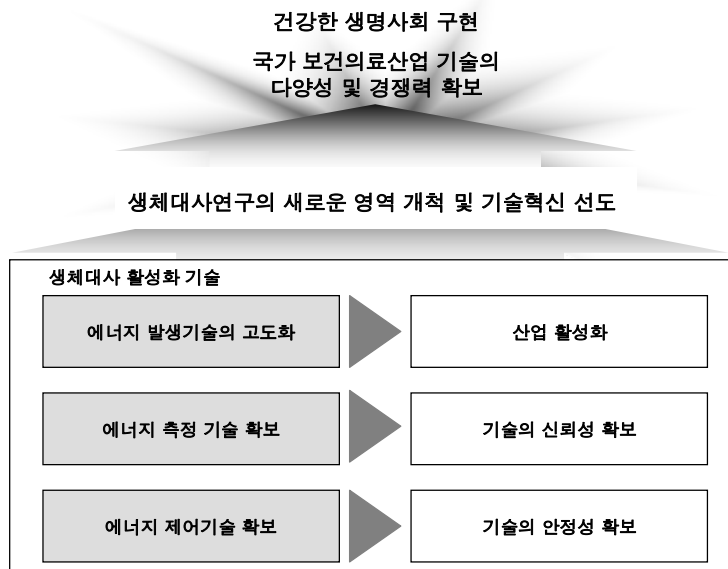 건강한 생명사회 구현
국가 보건의료산업 기술의
다양성 및 경쟁력 확보
생체대사연구의 새로운 영역 개척 및 기술혁신 선도
생체대사 활성화 기술
에너지 발생기술의 고도화
산업 활성화
에너지 측정 기술 확보
기술의 신뢰성 확보
에너지 제어기술 확보
기술의 안정성 확보